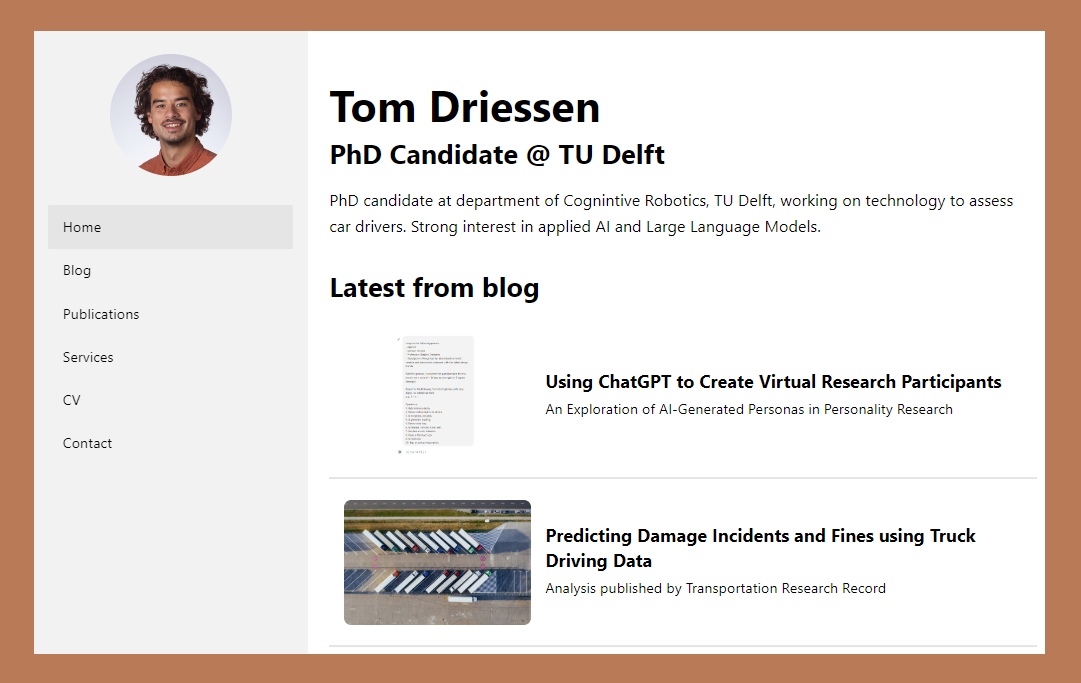 Tom Driessen
PhD Candidate @ TU Delft
PhD candidate at department of Cognintive Robotics, TU Delft, working on technology to assess
car drivers. Strong interest in applied AI and Large Language Models.
Home
Blog
Publications
Services
CV
Contact
Latest from blog
Using ChatGPT to Create Virtual Research Participants
An Exploration of AI-Generated Personas in Personality Research
Predicting Damage Incidents and Fines using Truck
Driving Data
Analysis published by Transportation Research Record